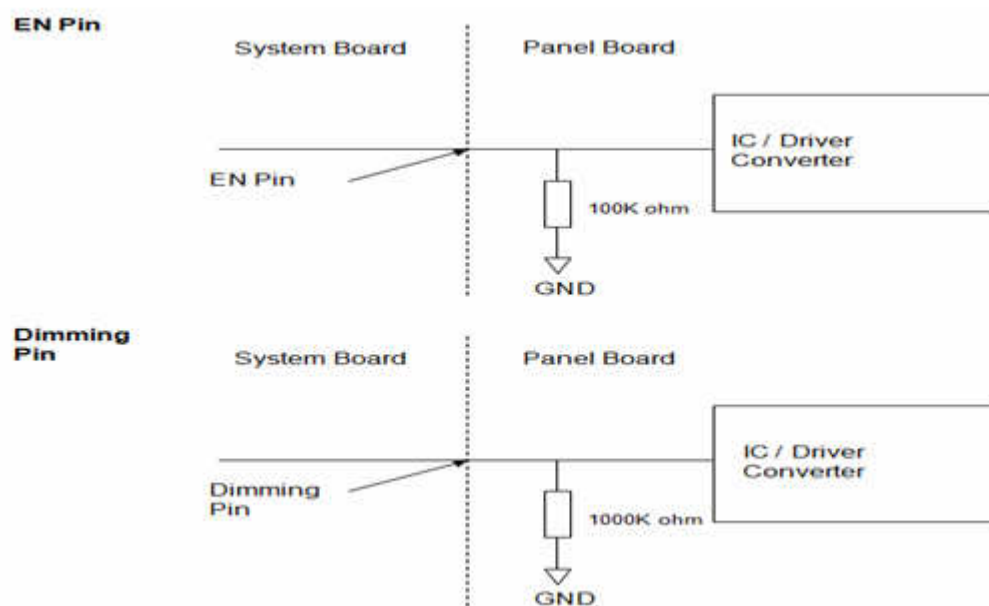 EN Pin
System Board
Panel Board
IC / Driver
Converter
EN Pin
100K ohm
GND
Dimming
Pin
System Board
Panel Board
IC / Driver
Converter
Dimming
Pin
1000K ohm
GND